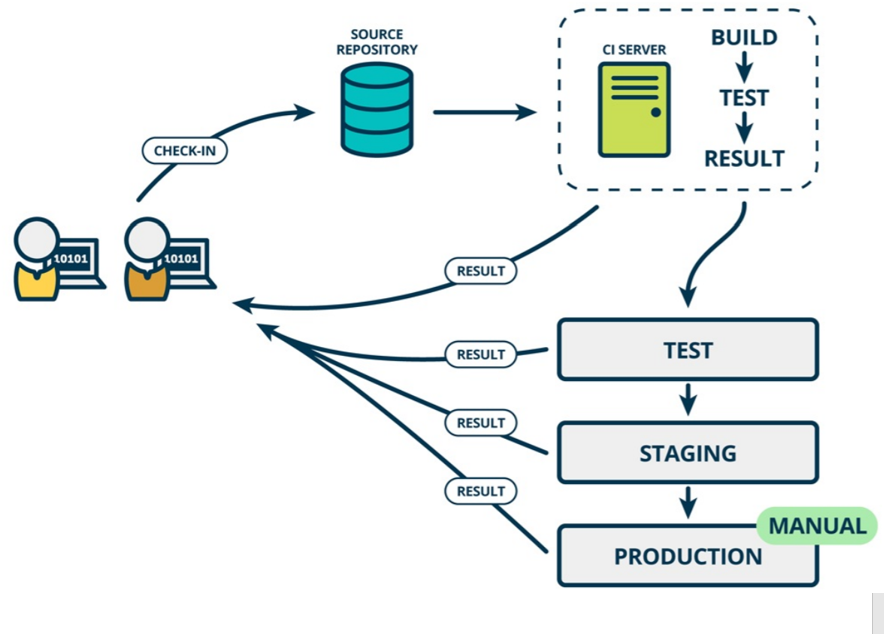 SOURCE
REPOSITORY
CI SERVER
BUILD
TEST
RESULT
CHECK-IN
10101
10101
RESULT
RESULT
TEST
RESULT
STAGING
RESULT
MANUAL
PRODUCTION